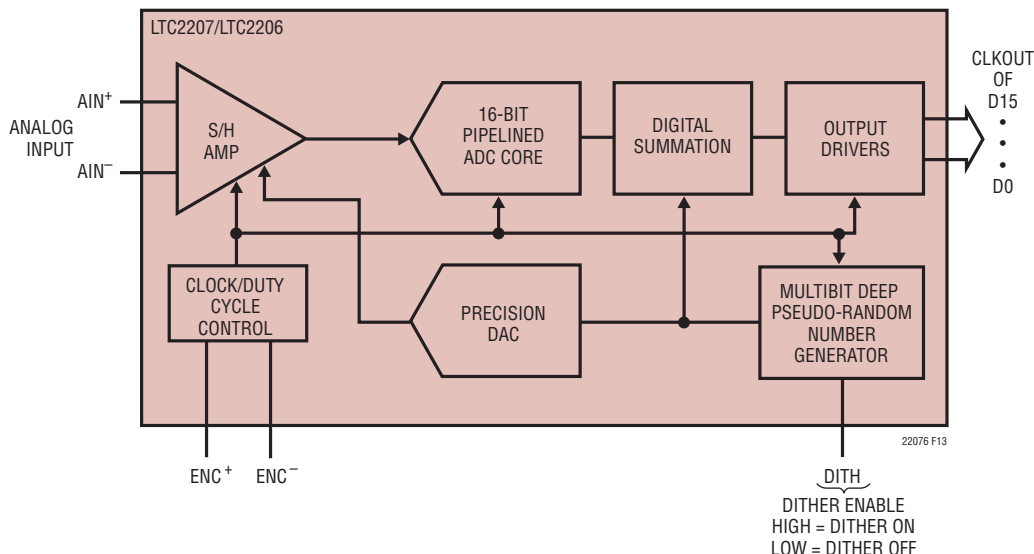 LTC2207/LTC2206
AIN+
ANALOG
INPUT
AIN−
S/H
AMP
16-BIT
PIPELINED
ADC CORE
DIGITAL
SUMMATION
OUTPUT
DRIVERS
CLKOUT
OF
D15
•
•
•
D0
CLOCK/DUTY
CYCLE
CONTROL
PRECISION
DAC
MULTIBIT DEEP
PSEUDO-RANDOM
NUMBER
GENERATOR
22076 F13
ENC+
ENC−
DITH
DITHER ENABLE
HIGH = DITHER ON
LOW = DITHER OFF